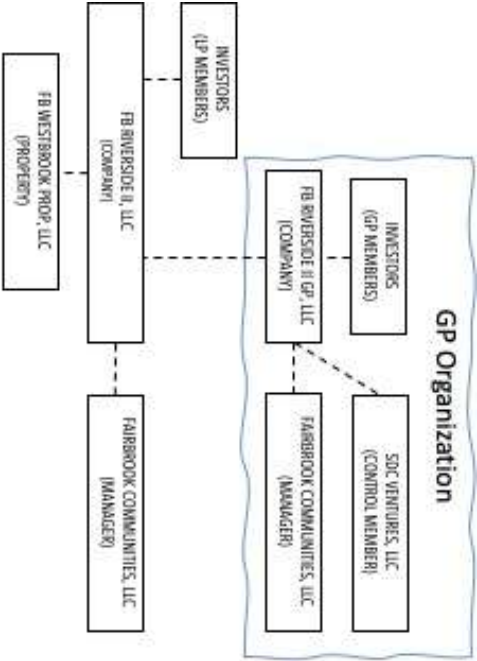 GP Organization
INVESTORS
(GP MEMBERS)
SDC VENTURES, LLC
(CONTROL MEMBER)
FB RIVERSIDE II GP, LLC
(COMPANY)
FAIRBROOK COMMUNITIES, LLC
(MANAGER)
INVESTORS
(LP MEMBERS)
FB RIVERSIDE II, LLC
(COMPANY)
FAIRBROOK COMMUNITIES, LLC
(MANAGER)
FB WESTBROOK PROP, LLC
(PROPERTY)